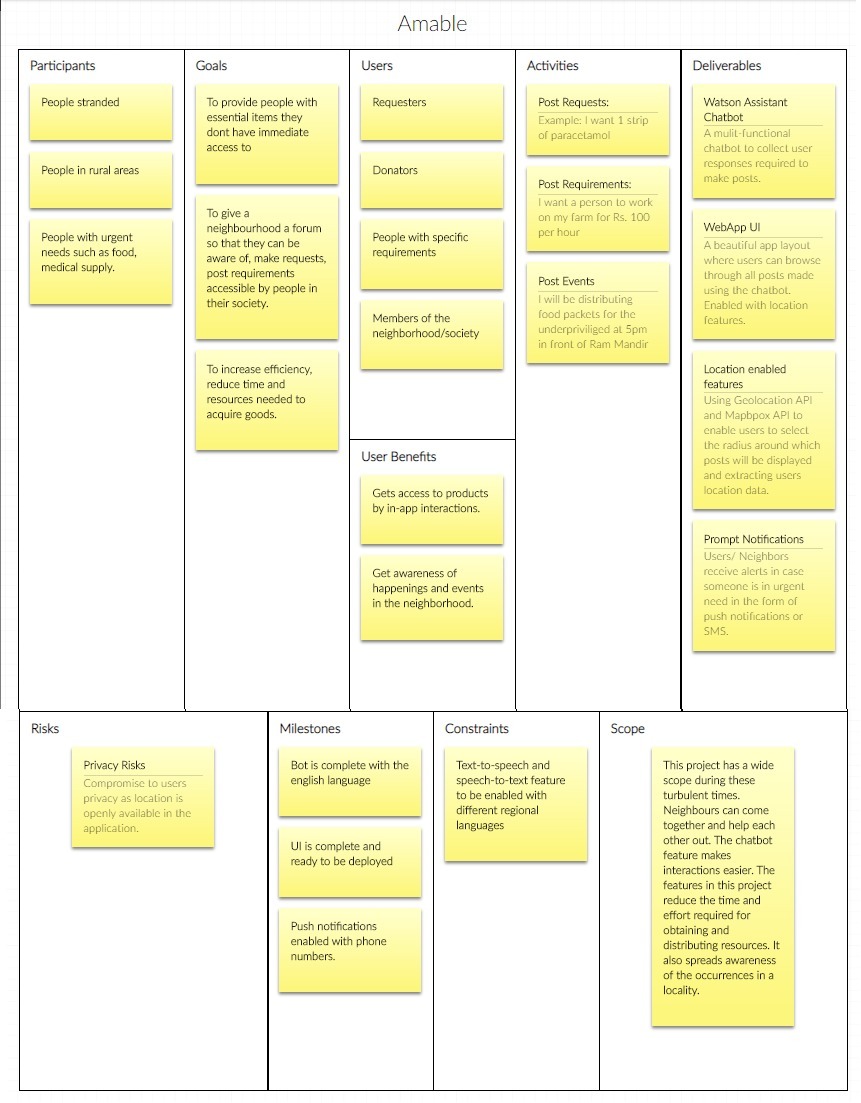 Amable
Participants
People stranded
People in rural areas
People with urgent
needs such as food,
medical supply.
Goals
To provide people with
essential items they
dont have immediate
access to
To give a
neighbourhood a forum
so that they can be
aware of, make requests,
post requirements
accessible by people in
their society.
To increase efficiency,
reduce time and
resources needed to
acquire goods.
Users
Requesters
Donators
People with specific
requirements
Members of the
neighborhood/society
User Benefits
Gets access to products
by in-app interactions.
Get awareness of
happenings and events
in the neighborhood.
Activities
Post Requests:
Example: I want 1 strip
of paracetamol
Post Requirements:
I want a person to work
on my farm for Rs. 100
per hour
Post Events
I will be distributing
food packets for the
underpriviliged at 5pm
in front of Ram Mandir
Deliverables
Watson Assistant
Chatbot
A mulit-functional
chatbot to collect user
responses required to
make posts.
WebApp UI
A beautiful app layout
where users can browse
through all posts made
using the chatbot.
Enabled with location
features.
Location enabled
features
Using Geolocation API
and Mapbpox API to
enable users to select
the radius around which
posts will be displayed
and extracting users
location data.
Prompt Notifications
Users/ Neighbors
receive alerts in case
someone is in urgent
need in the form of
push notifications or
SMS.
Risks
Privacy Risks
Compromise to users
privacy as location is
openly available in the
application.
Milestones
Bot is complete with the
english language
UI is complete and
ready to be deployed
Push notifications
enabled with phone
numbers.
Constraints
Text-to-speech and
speech-to-text feature
to be enabled with
different regional
languages
Scope
This project has a wide
scope during these
turbulent times.
Neighbours can come
together and help each
other out. The chatbot
feature makes
interactions easier. The
features in this project
reduce the time and
effort required for
obtaining and
distributing resources. It
also spreads awareness
of the occurrences in a
locality.